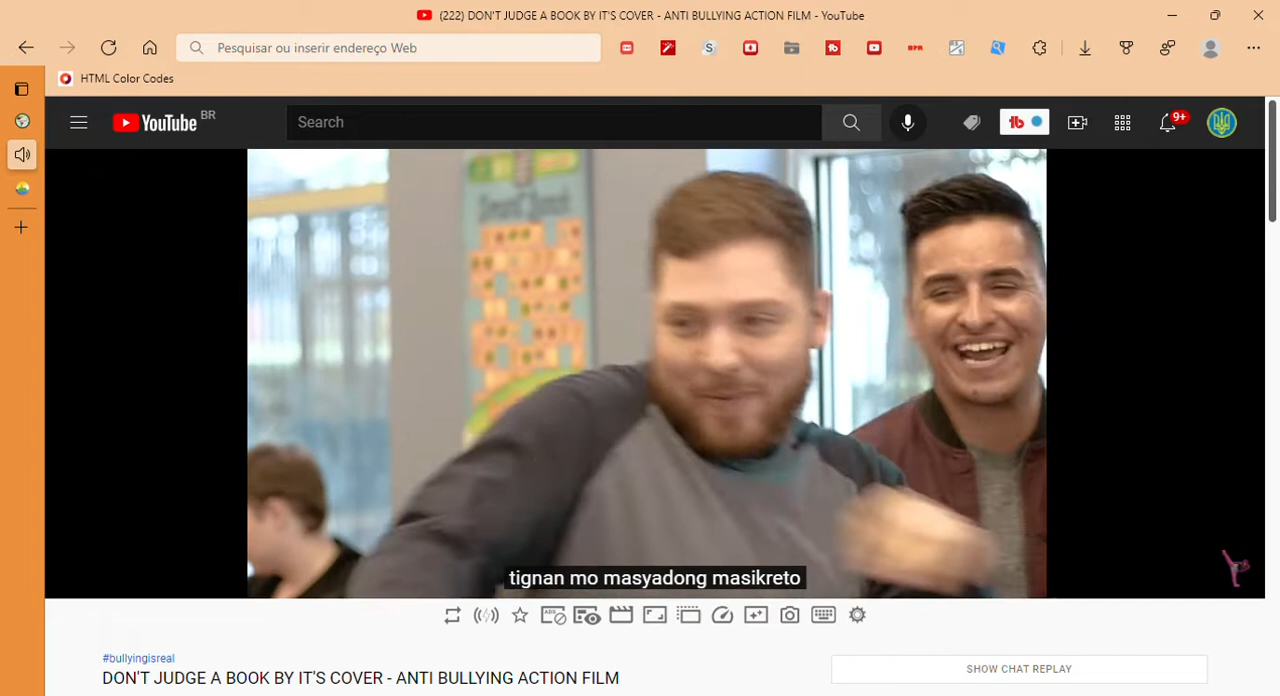 (222) DON'T JUDGE A BOOK BY IT'S COVER - ANTI BULLYING ACTION FILM - YouTube
Pesquisar ou inserir endereço Web
HTML Color Codes
YouTube BR
Search
9+
tignan mo masyadong masikreto
#bullyingisreal
DON'T JUDGE A BOOK BY IT'S COVER - ANTI BULLYING ACTION FILM
SHOW CHAT REPLAY